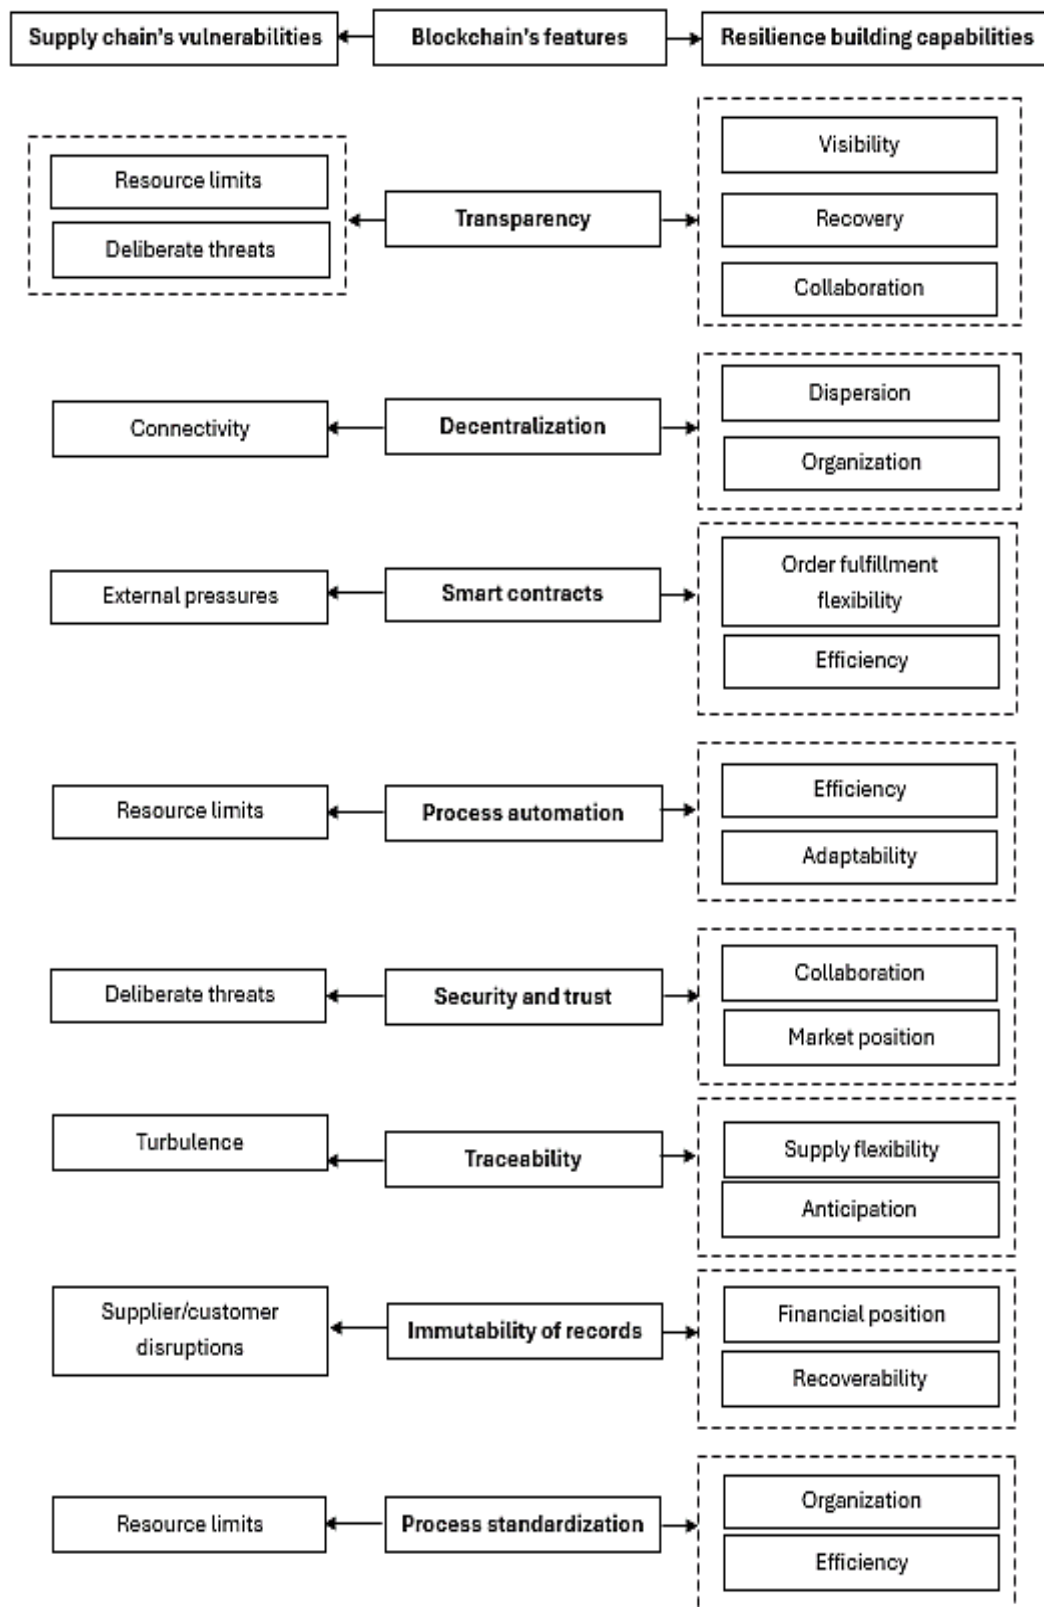 Supply chain's vulnerabilities
Blockchain's features
Resilience building capabilities
Resource limits
Deliberate threats
Transparency
Visibility
Recovery
Collaboration
Connectivity
Decentralization
Dispersion
Organization
External pressures
Smart contracts
Order fulfillment
flexibility
Efficiency
Resource limits
Process automation
Efficiency
Adaptability
Deliberate threats
Security and trust
Collaboration
Market position
Turbulence
Traceability
Supply flexibility
Anticipation
Supplier/customer
disruptions
Immutability of records
Financial position
Recoverability
Resource limits
Process standardization
Organization
Efficiency